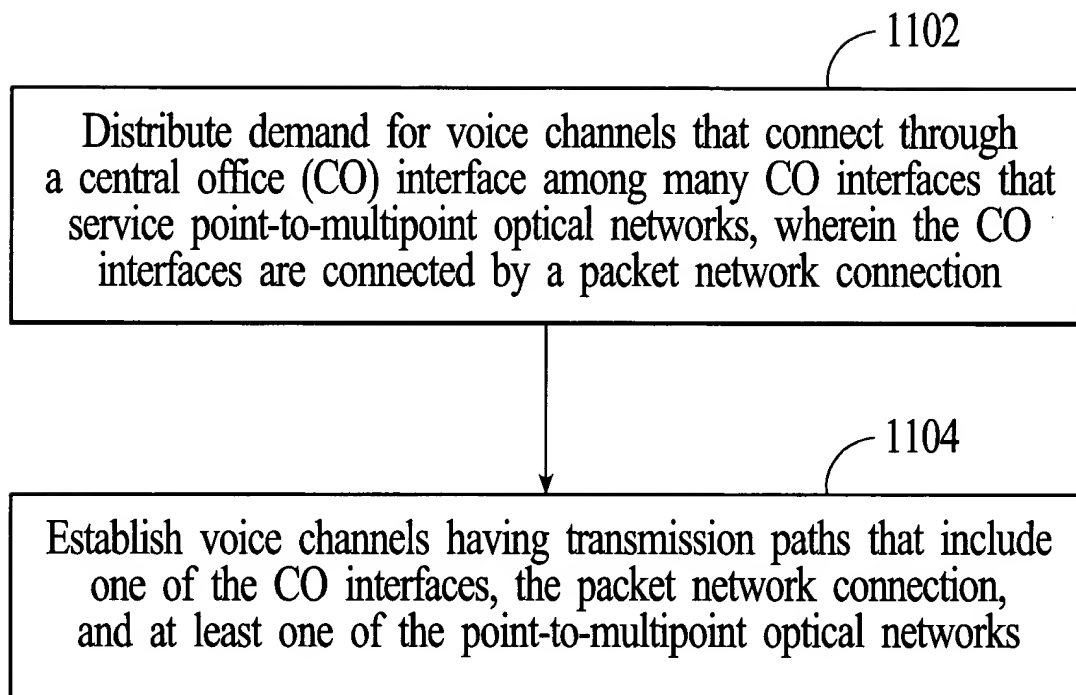 1102
Distribute demand for voice channels that connect through
a central office (CO) interface among many CO interfaces that
service point-to-multipoint optical networks, wherein the CO
interfaces are connected by a packet network connection
1104
Establish voice channels having transmission paths that include
one of the CO interfaces, the packet network connection,
and at least one of the point-to-multipoint optical networks